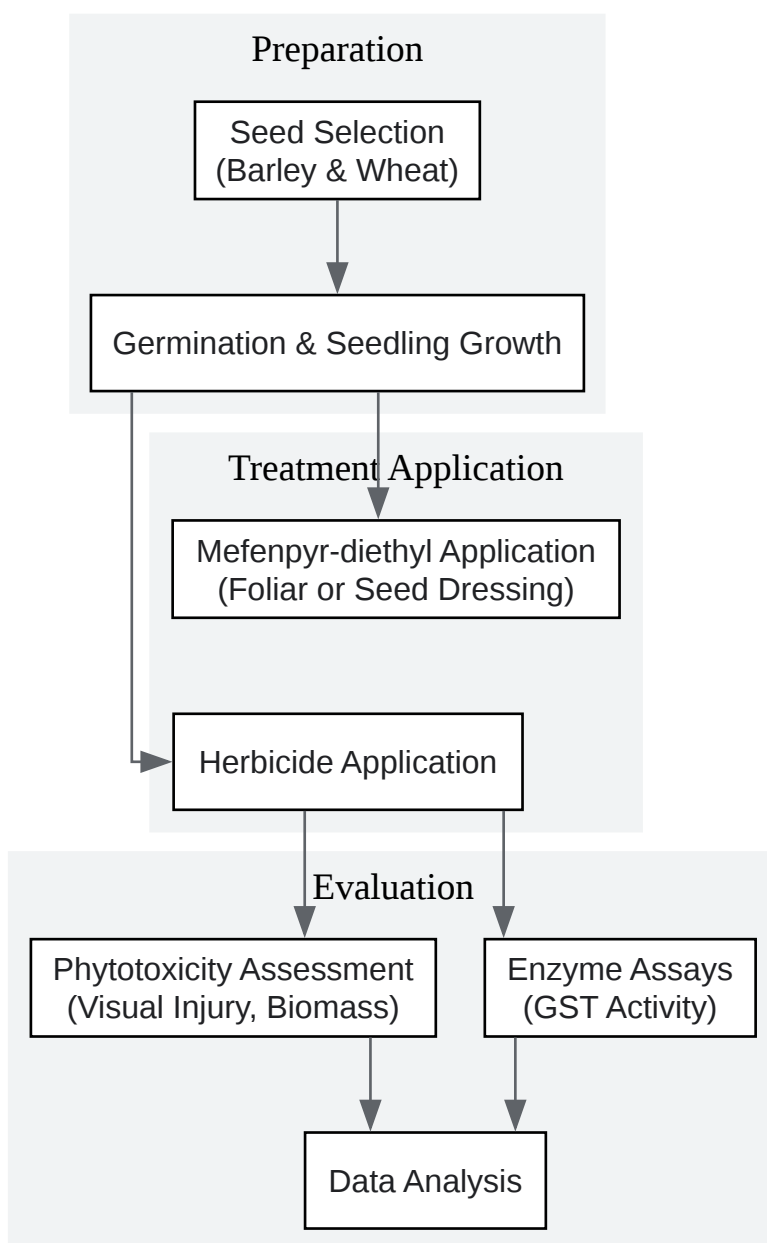 Preparation
Seed Selection
(Barley & Wheat)
Germination & Seedling Growth
Treatment Application
Mefenpyr-diethyl Application
(Foliar or Seed Dressing)
Herbicide Application
Evaluation
Phytotoxicity Assessment
(Visual Injury, Biomass)
Enzyme Assays
(GST Activity)
Data Analysis